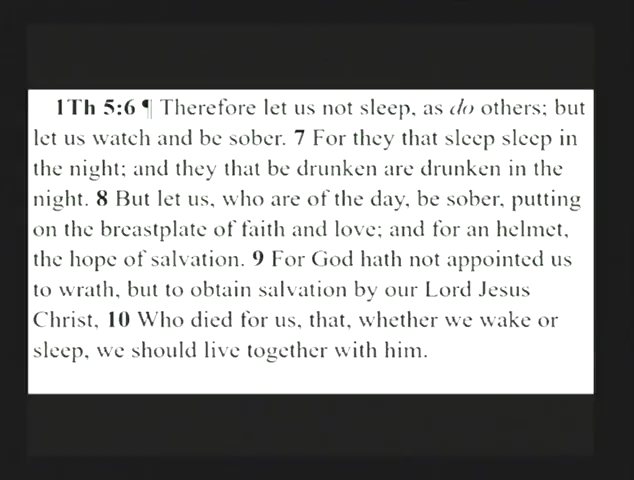 1Th 5:6 ¶ Therefore let us not sleep, as do others; but
let us watch and be sober. 7 For they that sleep sleep in
the night; and they that be drunken are drunken in the
night. 8 But let us, who are of the day, be sober, putting
on the breastplate of faith and love; and for an helmet,
the hope of salvation. 9 For God hath not appointed us
to wrath, but to obtain salvation by our Lord Jesus
Christ, 10 Who died for us, that, whether we wake or
sleep, we should live together with him.